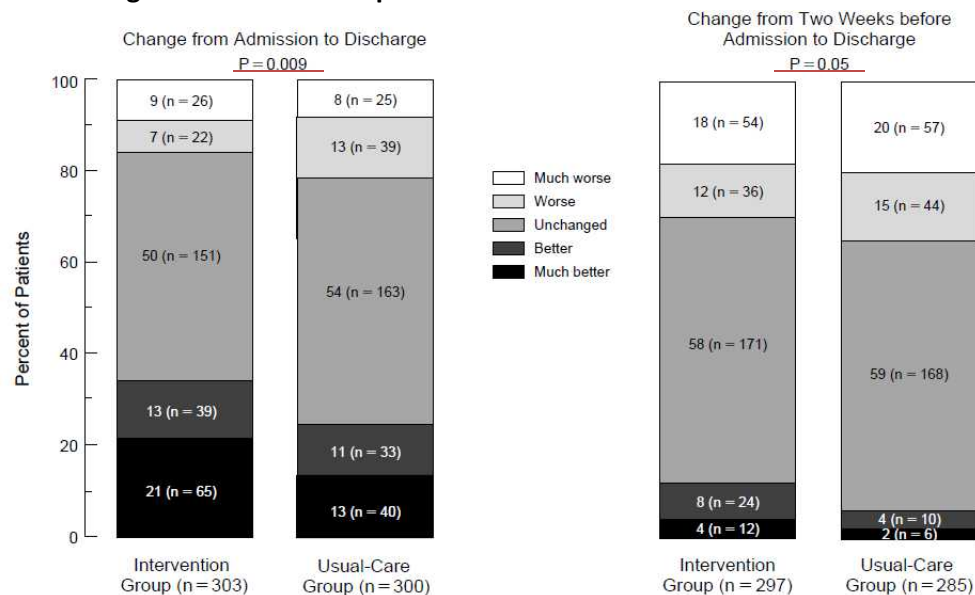 Change from Admission to Discharge
P = 0.009
Change from Two Weeks before
Admission to Discharge
P = 0.05
Percent of Patients
100
80
60
40
20
0
9 (n = 26)
7 (n = 22)
50 (n = 151)
13 (n = 39)
21 (n = 65)
8 (n = 25)
13 (n = 39)
54 (n = 163)
11 (n = 33)
13 (n = 40)
Much worse
Worse
Unchanged
Better
Much better
18 (n = 54)
12 (n = 36)
58 (n = 171)
8 (n = 24)
4 (n = 12)
20 (n = 57)
15 (n = 44)
59 (n = 168)
4 (n = 10)
2 (n = 6)
Intervention
Group (n = 303)
Usual-Care
Group (n = 300)
Intervention
Group (n = 297)
Usual-Care
Group (n = 285)